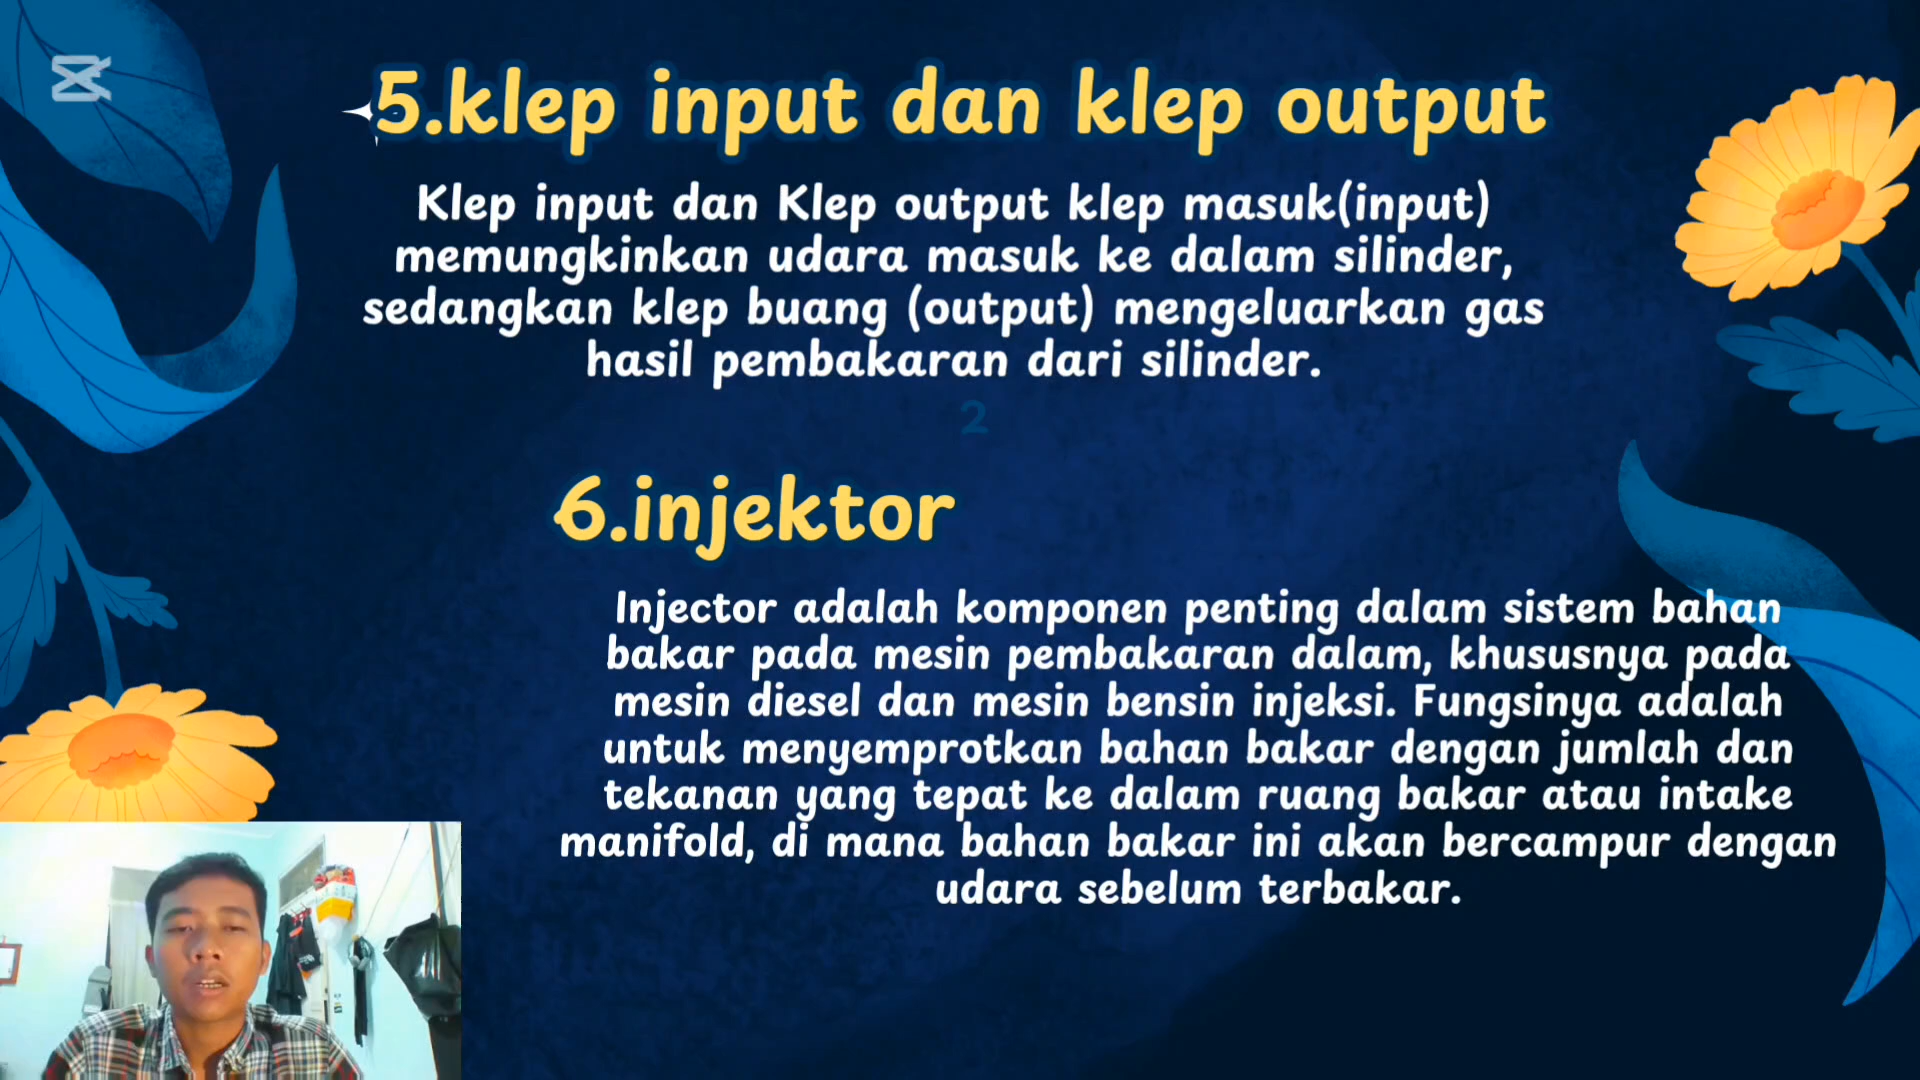 5.klep input dan klep output
Klep input dan Klep output klep masuk(input)
memungkinkan udara masuk ke dalam silinder,
sedangkan klep buang (output) mengeluarkan gas
hasil pembakaran dari silinder.
2
6.injektor
Injector adalah komponen penting dalam sistem bahan
bakar pada mesin pembakaran dalam, khususnya pada
mesin diesel dan mesin bensin injeksi. Fungsinya adalah
untuk menyemprotkan bahan bakar dengan jumlah dan
tekanan yang tepat ke dalam ruang bakar atau intake
manifold, di mana bahan bakar ini akan bercampur dengan
udara sebelum terbakar.